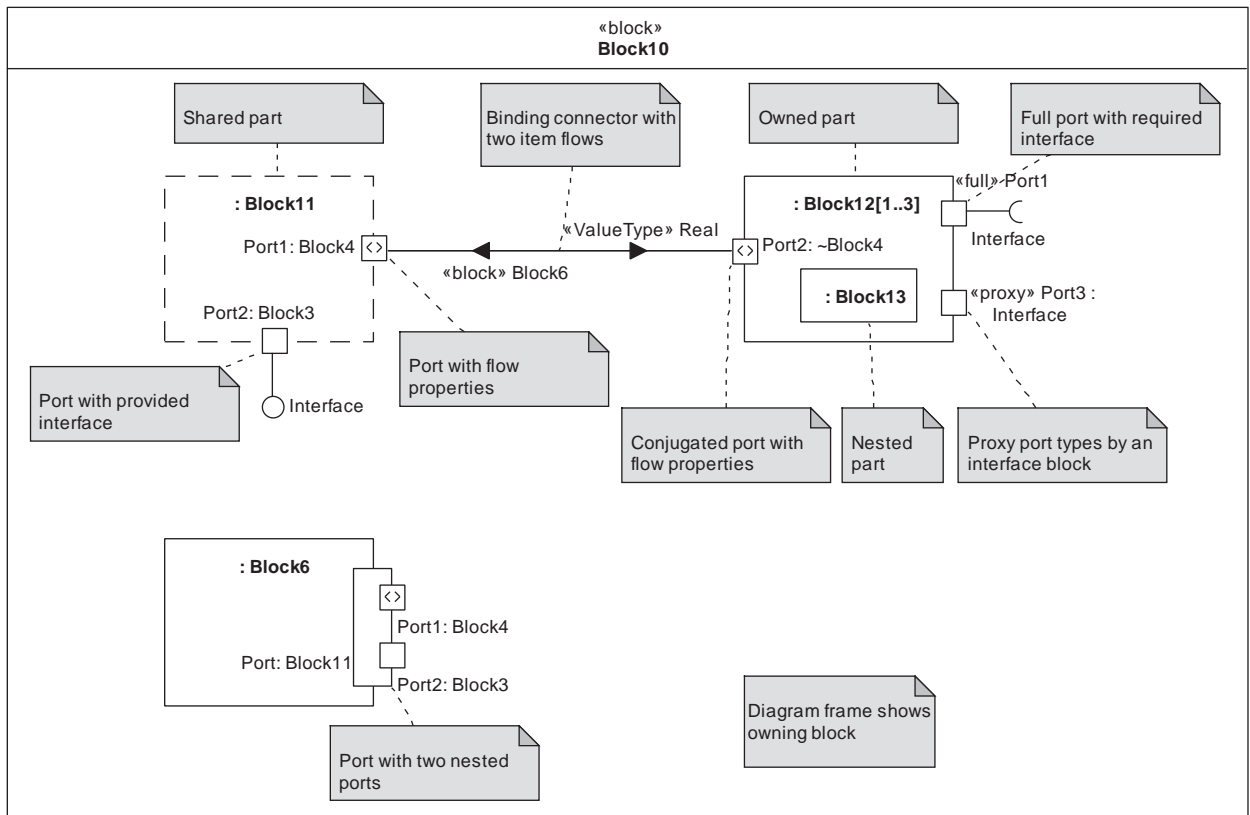 «block»
Block10
Shared part
Binding connector with
two item flows
Owned part
Full port with required
interface
: Block11
«ValueType» Real
: Block12[1..3]
«full» Port1
Interface
Port1: Block4
«block» Block6
Port2: ~Block4
: Block13
«proxy» Port3 :
Interface
Port2: Block3
Port with provided
interface
Interface
Port with flow
properties
Conjugated port with
flow properties
Nested
part
Proxy port types by an
interface block
: Block6
Port1: Block4
Port: Block11
Port2: Block3
Port with two nested
ports
Diagram frame shows
owning block